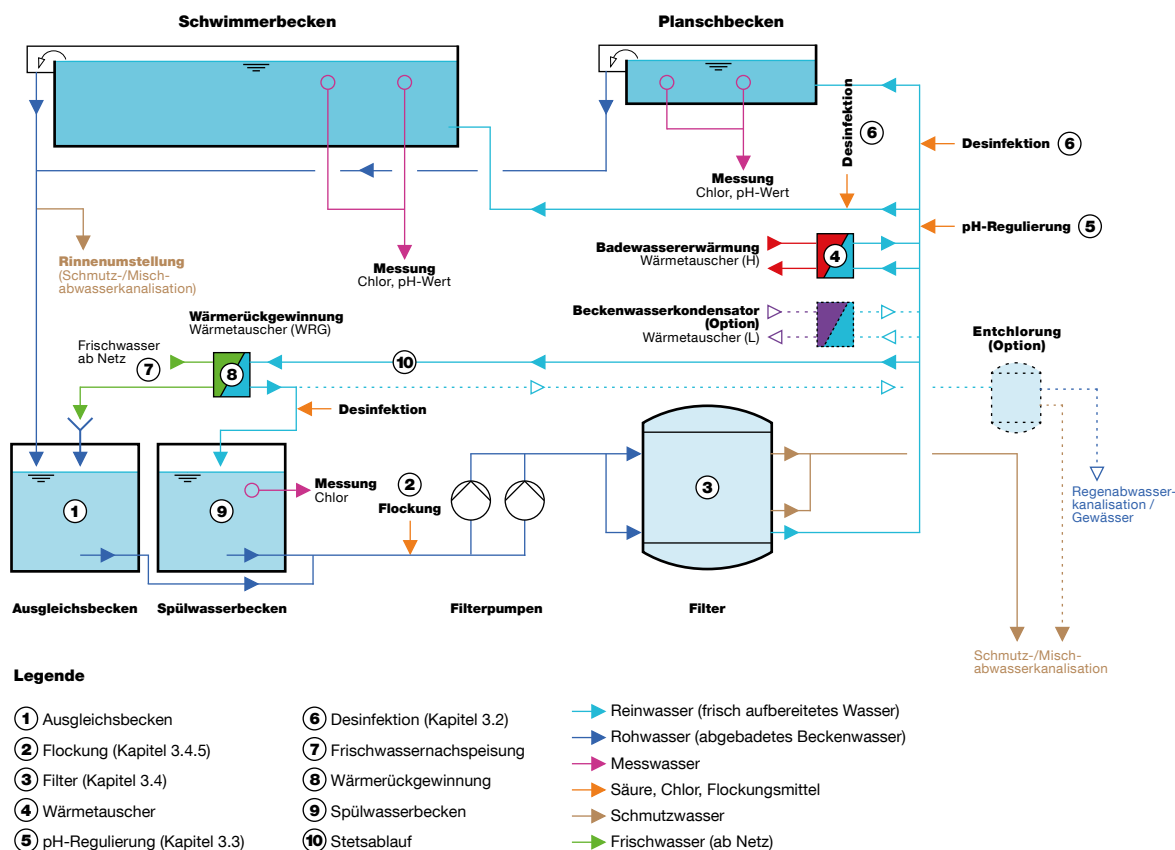 Schwimmerbecken
Planschbecken
Desinfektion
6
Desinfektion 6
Messung
Chlor, pH-Wert
pH-Regulierung 5
Rinnenumstellung
(Schmutz-/Misch-
abwasserkanalisation)
Messung
Chlor, pH-Wert
Badewassererwärmung
Wärmetauscher (H)
4
Beckenwasserkondensator
(Option)
Wärmetauscher (L)
Wärmerückgewinnung
Wärmetauscher (WRG)
Entchlorung
(Option)
Frischwasser
ab Netz
7
8
10
Desinfektion
Messung
Chlor
2
Flockung
1
9
3
Regenabwasser-
kanalisation /
Gewässer
Ausgleichsbecken
Spülwasserbecken
Filterpumpen
Filter
Schmutz-/Misch-
abwasserkanalisation
Legende
1 Ausgleichsbecken
2 Flockung (Kapitel 3.4.5)
3 Filter (Kapitel 3.4)
4 Wärmetauscher
5 pH-Regulierung (Kapitel 3.3)
6 Desinfektion (Kapitel 3.2)
7 Frischwassernachspeisung
8 Wärmerückgewinnung
9 Spülwasserbecken
10 Stetsablauf
Reinwasser (frisch aufbereitetes Wasser)
Rohwasser (abgebadetes Beckenwasser)
Messwasser
Säure, Chlor, Flockungsmittel
Schmutzwasser
Frischwasser (ab Netz)